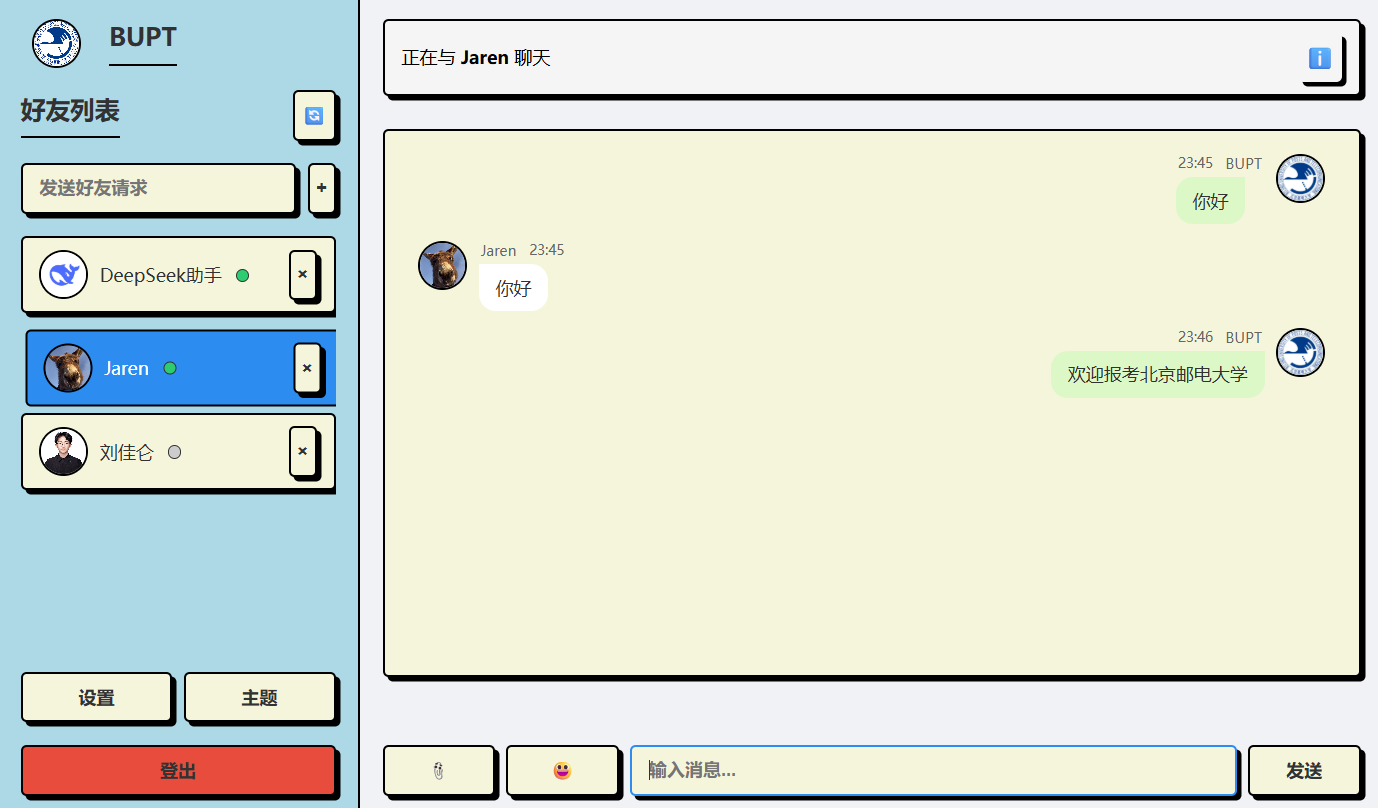 BUPT
好友列表
发送好友请求
+
DeepSeek助手
×
Jaren
×
刘佳仑
×
设置
主题
登出
正在与 Jaren 聊天
23:45 BUPT
你好
Jaren 23:45
你好
23:46 BUPT
欢迎报考北京邮电大学
输入消息...
发送